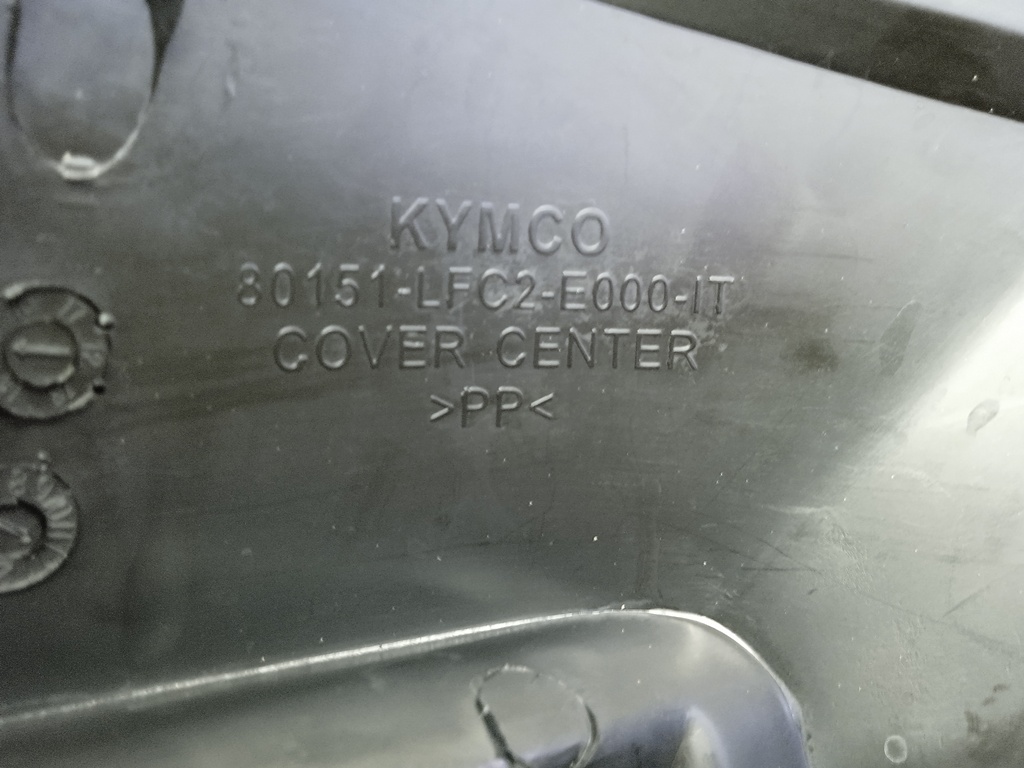 KYMCO
80151-LFC2-E000-IT
COVER CENTER
>PP<